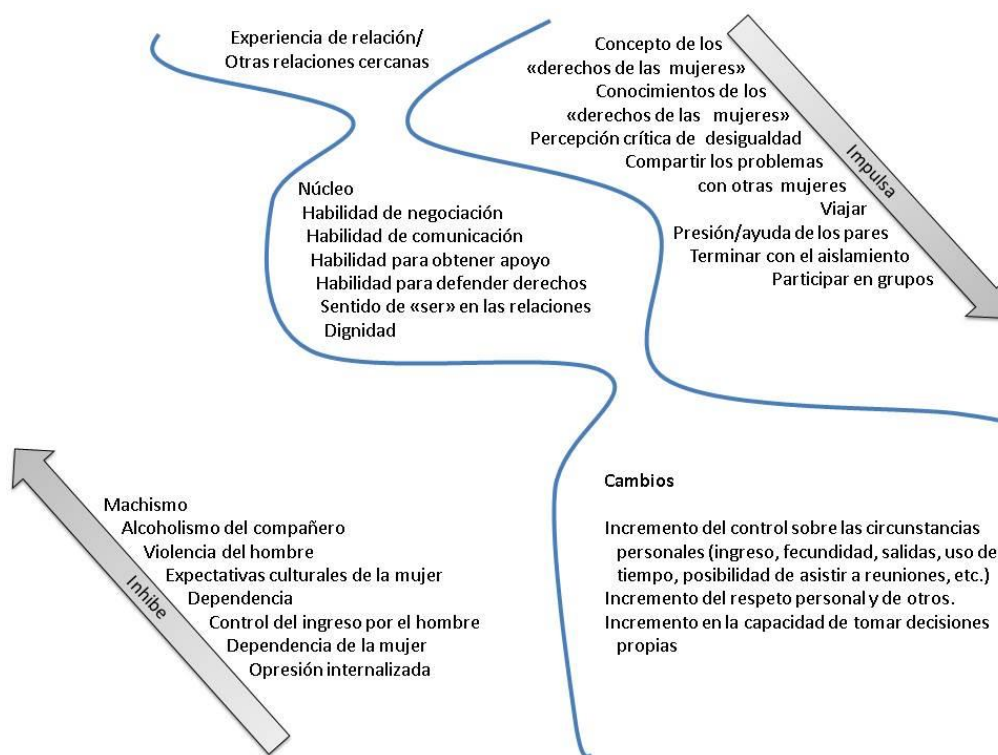 Experiencia de relación/
Otras relaciones cercanas
Concepto de los
«derechos de las mujeres»
Conocimientos de los
«derechos de las mujeres»
Percepción crítica de desigualdad
Compartir los problemas
con otras mujeres
Viajar
Presión/ayuda de los pares
Terminar con el aislamiento
Participar en grupos
Impulsa
Núcleo
Habilidad de negociación
Habilidad de comunicación
Habilidad para obtener apoyo
Habilidad para defender derechos
Sentido de «ser» en las relaciones
Dignidad
Inhibe
Machismo
Alcoholismo del compañero
Violencia del hombre
Expectativas culturales de la mujer
Dependencia
Control del ingreso por el hombre
Dependencia de la mujer
Opresión internalizada
Cambios
Incremento del control sobre las circunstancias
personales (ingreso, fecundidad, salidas, uso de
tiempo, posibilidad de asistir a reuniones, etc.)
Incremento del respeto personal y de otros.
Incremento en la capacidad de tomar decisiones
propias